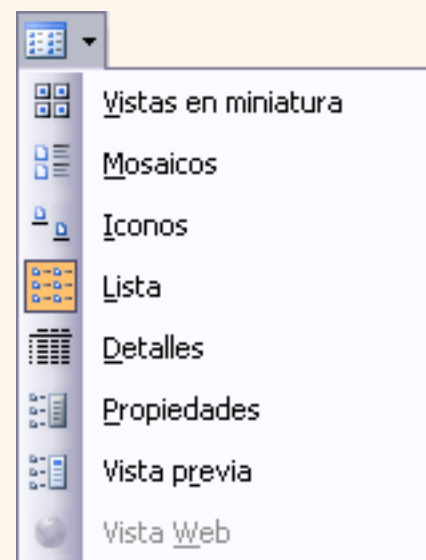 Vistas en miniatura
Mosaicos
Iconos
Lista
Detalles
Propiedades
Vista previa
Vista Web